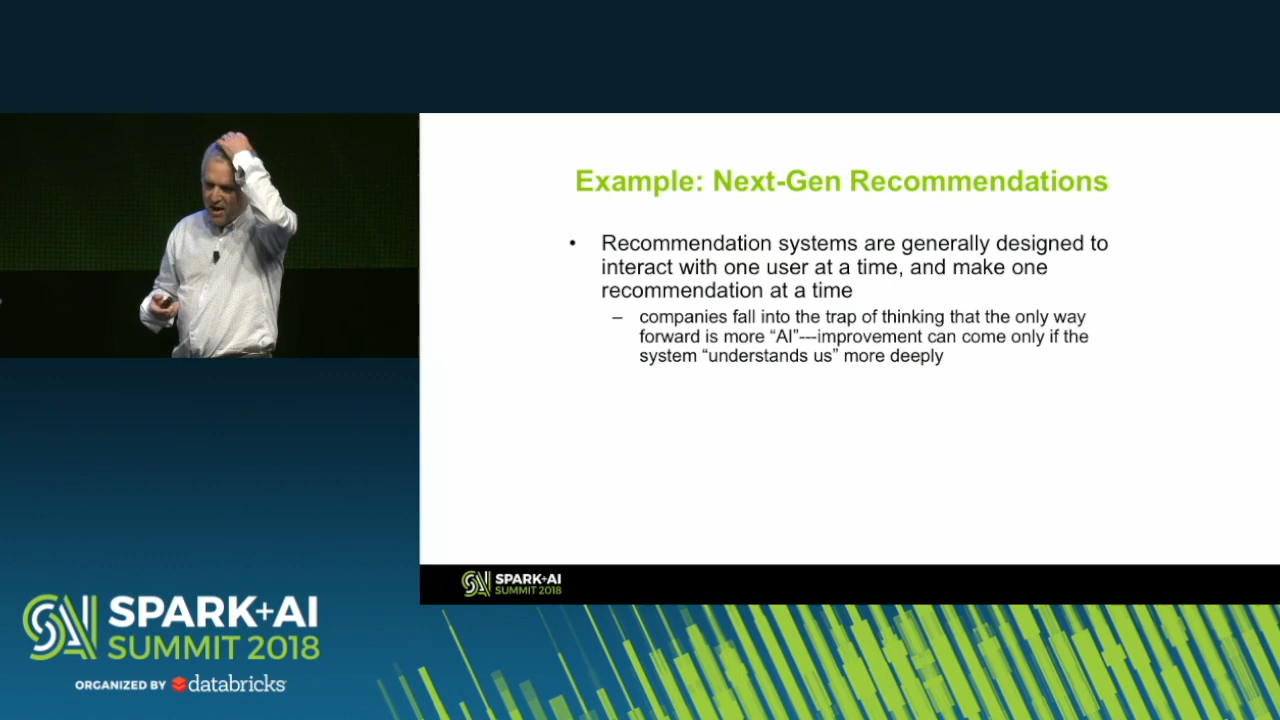 Example: Next-Gen Recommendations
• Recommendation systems are generally designed to
interact with one user at a time, and make one
recommendation at a time
– companies fall into the trap of thinking that the only way
forward is more “AI”---improvement can come only if the
system “understands us” more deeply
SPARK+AI
SUMMIT 2018
SPARK+AI
SUMMIT 2018
ORGANIZED BY databricks